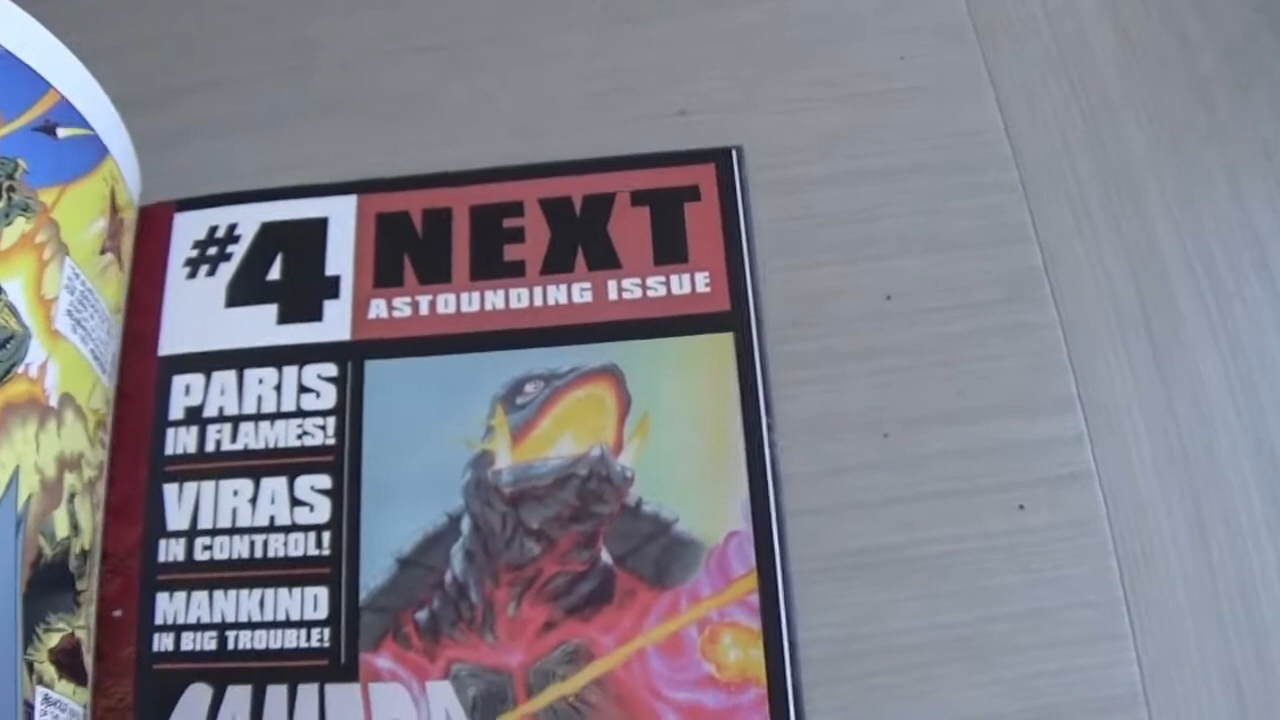 #4
NEXT
ASTOUNDING ISSUE
PARIS
IN FLAMES!
VIRAS
IN CONTROL!
MANKIND
IN BIG TROUBLE!